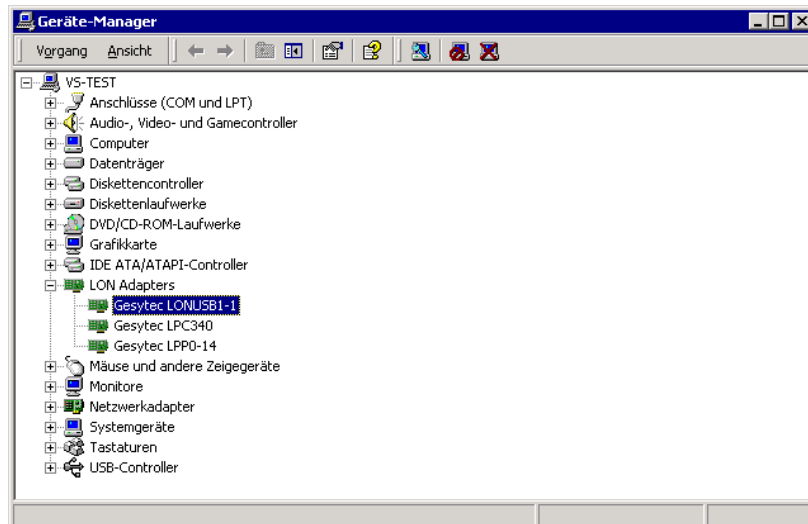 Geräte-Manager
Vorgang Ansicht
VS-TEST
Anschlüsse (COM und LPT)
Audio-, Video- und Gamecontroller
Computer
Datenträger
Diskettencontroller
Diskettenlaufwerke
DVD/CD-ROM-Laufwerke
Grafikkarte
IDE ATA/ATAPI-Controller
LON Adapters
Gesytec LONUSB1-1
Gesytec LPC340
Gesytec LPP0-14
Mäuse und andere Zeigegeräte
Monitore
Netzwerkadapter
Systemgeräte
Tastaturen
USB-Controller